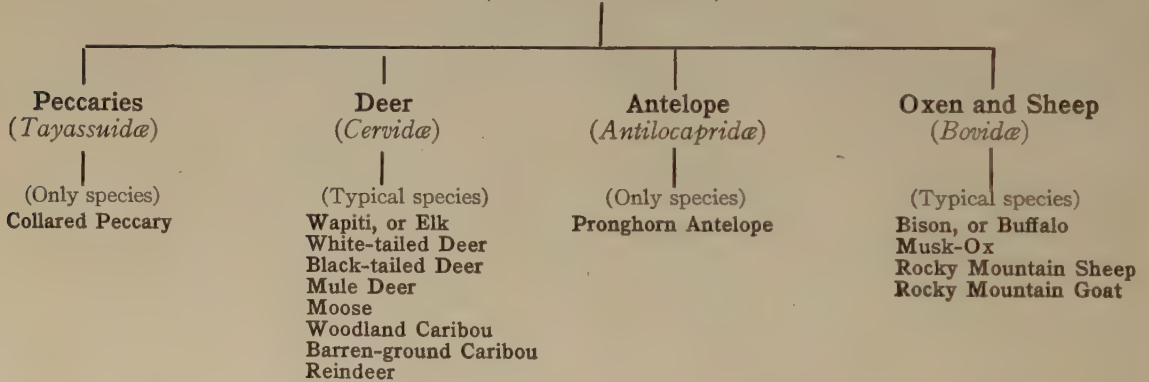 Peccaries
(Tayassuidæ)
(Only species)
Collared Peccary
Deer
(Cervidæ)
(Typical species)
Wapiti, or Elk
White-tailed Deer
Black-tailed Deer
Mule Deer
Moose
Woodland Caribou
Barren-ground Caribou
Reindeer
Antelope
(Antilocapridæ)
(Only species)
Pronghorn Antelope
Oxen and Sheep
(Bovidæ)
(Typical species)
Bison, or Buffalo
Musk-Ox
Rocky Mountain Sheep
Rocky Mountain Goat